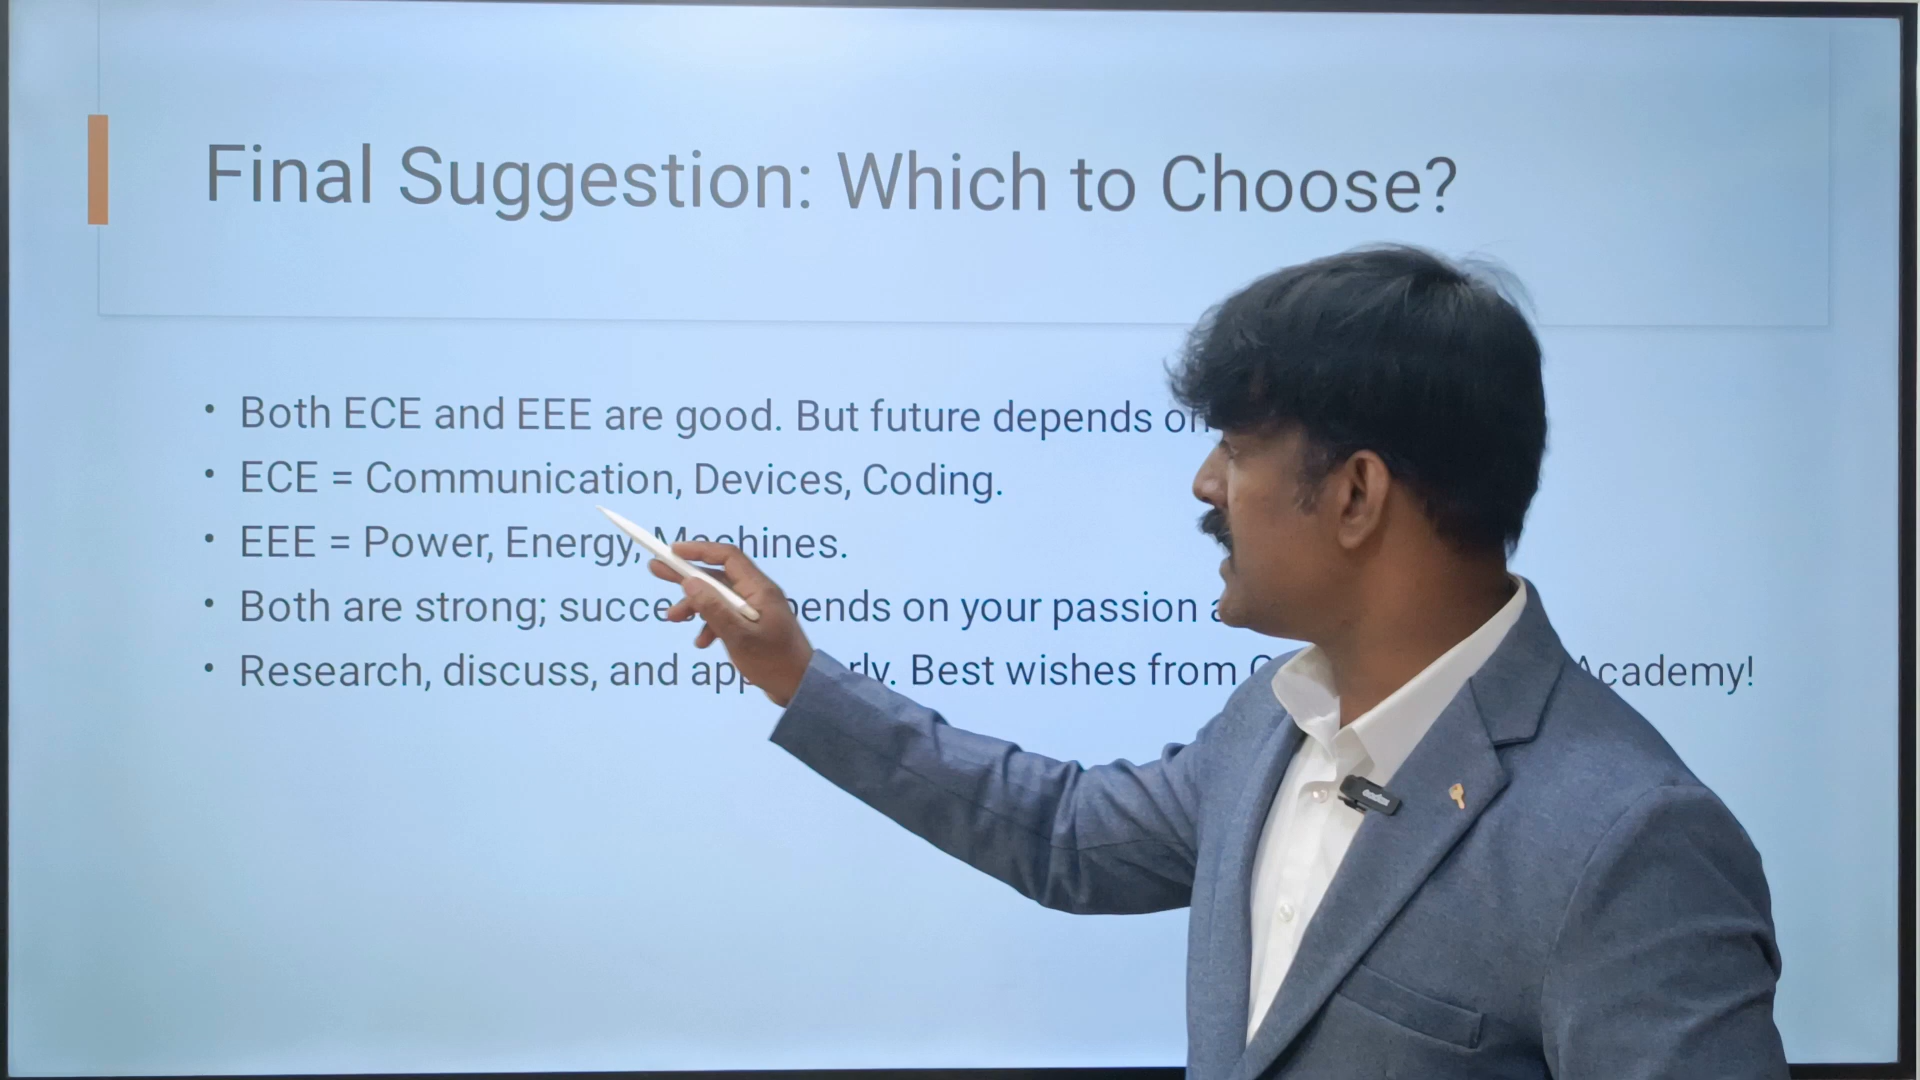 Final Suggestion: Which to Choose?
• Both ECE and EEE are good. But future depends on
• ECE = Communication, Devices, Coding.
• EEE = Power, Energy, Machines.
• Both are strong; on your passion
• Research, discuss, and Best wishes from Academy!